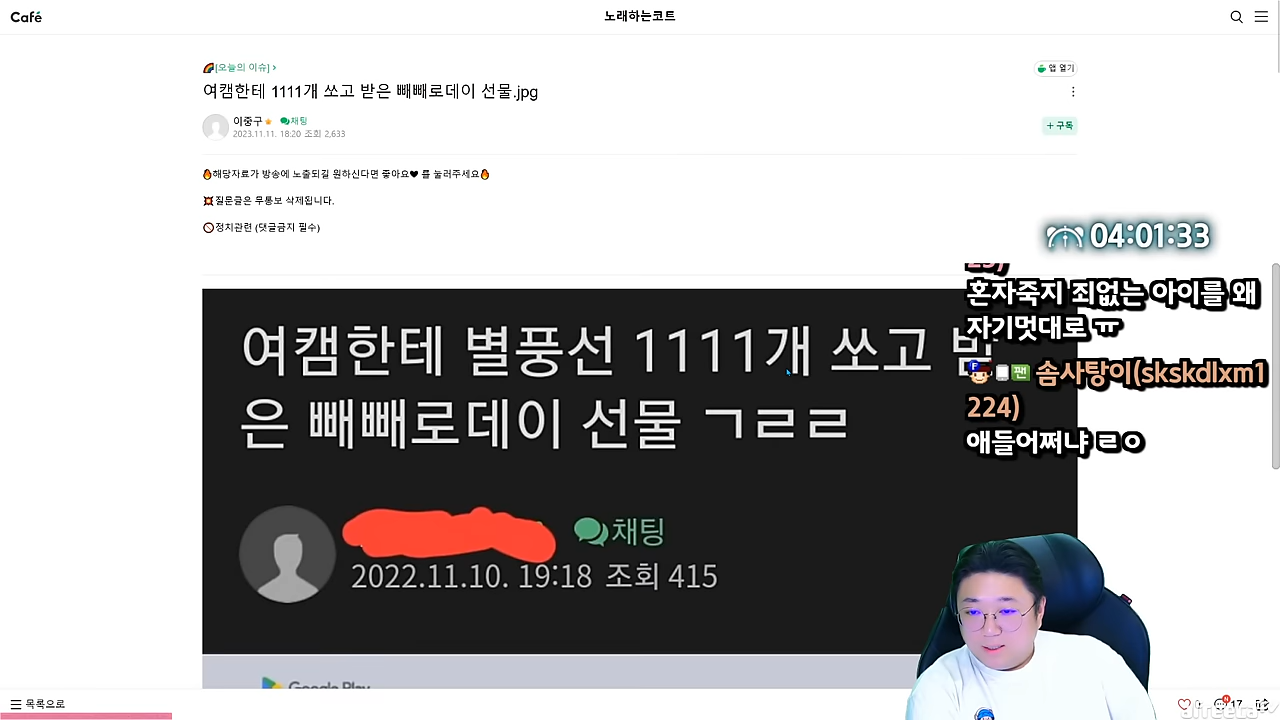 Café
노래하는코트
[오늘의 이슈] >
앱 열기
여캠한테 1111개 쏘고 받은 빼빼로데이 선물.jpg
이중구 채팅
2023.11.11. 18:20 조회 2,633
+ 구독
해당자료가 방송에 노출되길 원하신다면 좋아요 를 눌러주세요
질문글은 무통보 삭제됩니다.
정치관련 (댓글금지 필수)
04:01:33
혼자죽지 죄없는 아이를 왜
자기멋대로 ㅠ
짼 솜사탕이(skskdlxm1
224)
애들어쩌냐 ㄹㅇ
여캠한테 별풍선 1111개 쏘고 받
은 빼빼로데이 선물 ㄱㄹㄹ
채팅
2022.11.10. 19:18 조회 415
Google Play
목록으로
17